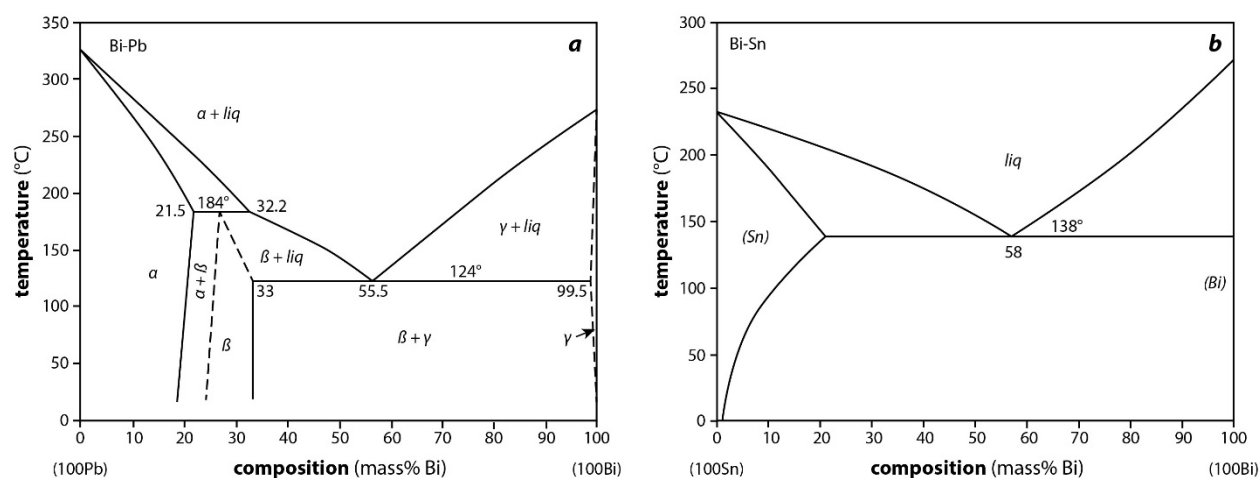 Bi-Pb
a
350
300
250
200
150
100
50
0
temperature (°C)
α + liq
184°
21.5
32.2
α
α + ß
ß + liq
γ + liq
124°
33
55.5
99.5
ß
ß + γ
γ
0 10 20 30 40 50 60 70 80 90 100
(100Pb) composition (mass% Bi) (100Bi)
Bi-Sn
b
300
250
200
150
100
50
0
temperature (°C)
liq
(Sn)
138°
58
(Bi)
0 10 20 30 40 50 60 70 80 90 100
(100Sn) composition (mass% Bi) (100Bi)